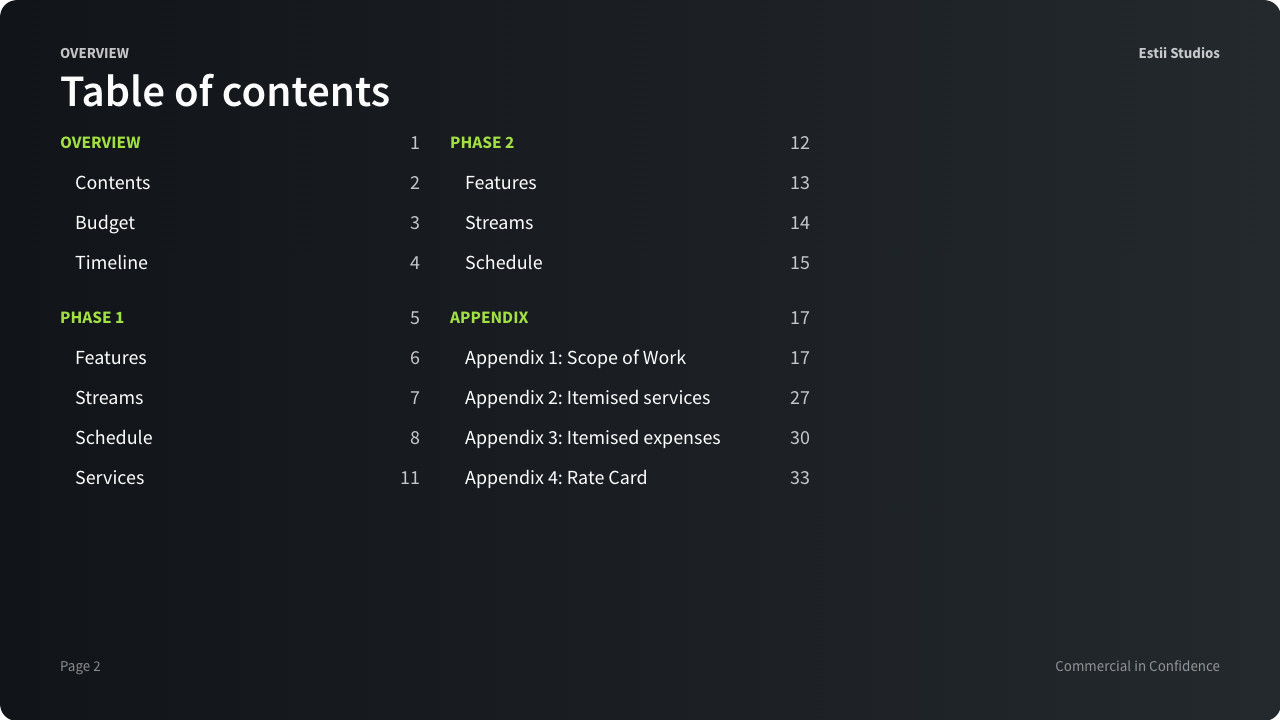 OVERVIEW
Estii Studios
Table of contents
OVERVIEW 1
Contents 2
Budget 3
Timeline 4
PHASE 1 5
Features 6
Streams 7
Schedule 8
Services 11
PHASE 2 12
Features 13
Streams 14
Schedule 15
APPENDIX 17
Appendix 1: Scope of Work 17
Appendix 2: Itemised services 27
Appendix 3: Itemised expenses 30
Appendix 4: Rate Card 33
Page 2
Commercial in Confidence